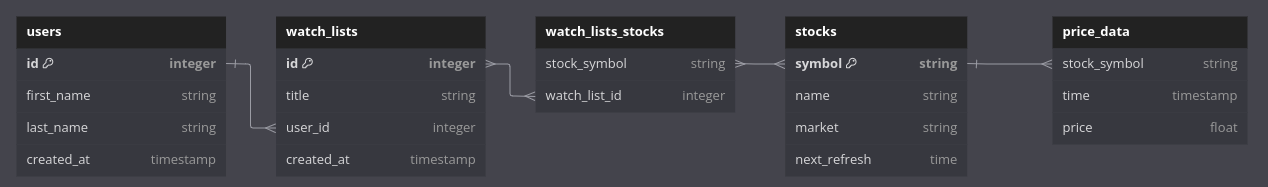 users
id integer
first_name string
last_name string
created_at timestamp
watch_lists
id integer
title string
user_id integer
created_at timestamp
watch_lists_stocks
stock_symbol string
watch_list_id integer
stocks
symbol string
name string
market string
next_refresh time
price_data
stock_symbol string
time timestamp
price float